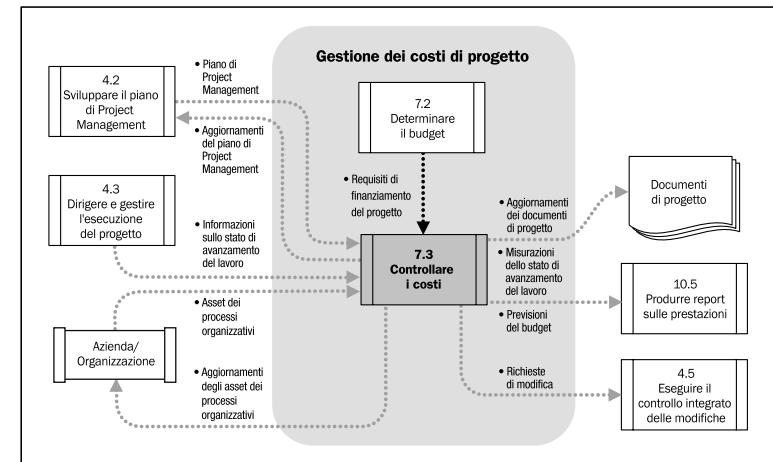 Gestione dei costi di progetto
4.2
Sviluppare il piano
di Project
Management
• Piano di
Project
Management
• Aggiornamenti
del piano di
Project
Management
7.2
Determinare
il budget
• Requisiti di
finanziamento
del progetto
4.3
Dirigere e gestire
l'esecuzione
del progetto
• Informazioni
sullo stato di
avanzamento
del lavoro
7.3
Controllare
i costi
• Aggiornamenti
dei documenti
di progetto
Documenti
di progetto
• Misurazioni
dello stato di
avanzamento
del lavoro
• Previsioni
del budget
10.5
Produrre report
sulle prestazioni
Azienda/
Organizzazione
• Asset dei
processi
organizzativi
• Aggiornamenti
degli asset dei
processi
organizzativi
• Richieste
di modifica
4.5
Eseguire il
controllo integrato
delle modifiche